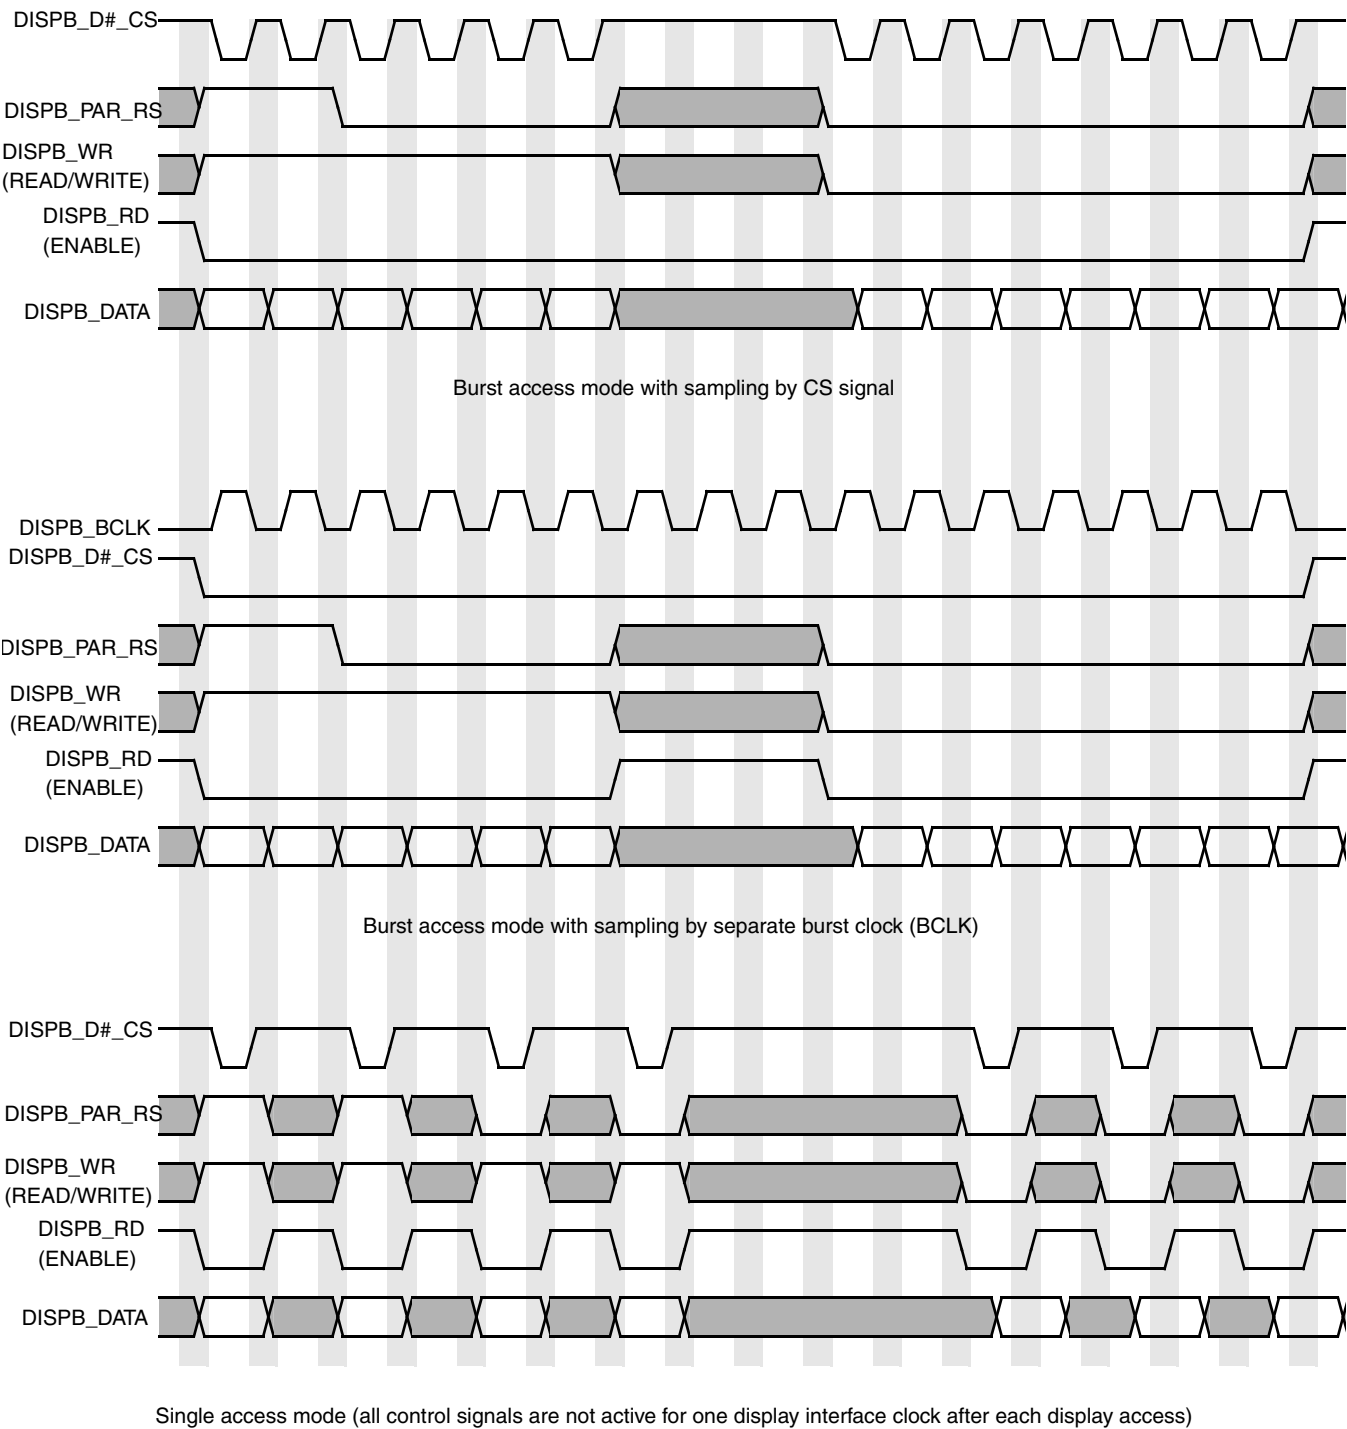 DISPB_D#_CS
DISPB_PAR_RS
DISPB_WR
(READ/WRITE)
DISPB_RD
(ENABLE)
DISPB_DATA
Burst access mode with sampling by CS signal
DISPB_BCLK
DISPB_D#_CS
DISPB_PAR_RS
DISPB_WR
(READ/WRITE)
DISPB_RD
(ENABLE)
DISPB_DATA
Burst access mode with sampling by separate burst clock (BCLK)
DISPB_D#_CS
DISPB_PAR_RS
DISPB_WR
(READ/WRITE)
DISPB_RD
(ENABLE)
DISPB_DATA
Single access mode (all control signals are not active for one display interface clock after each display access)